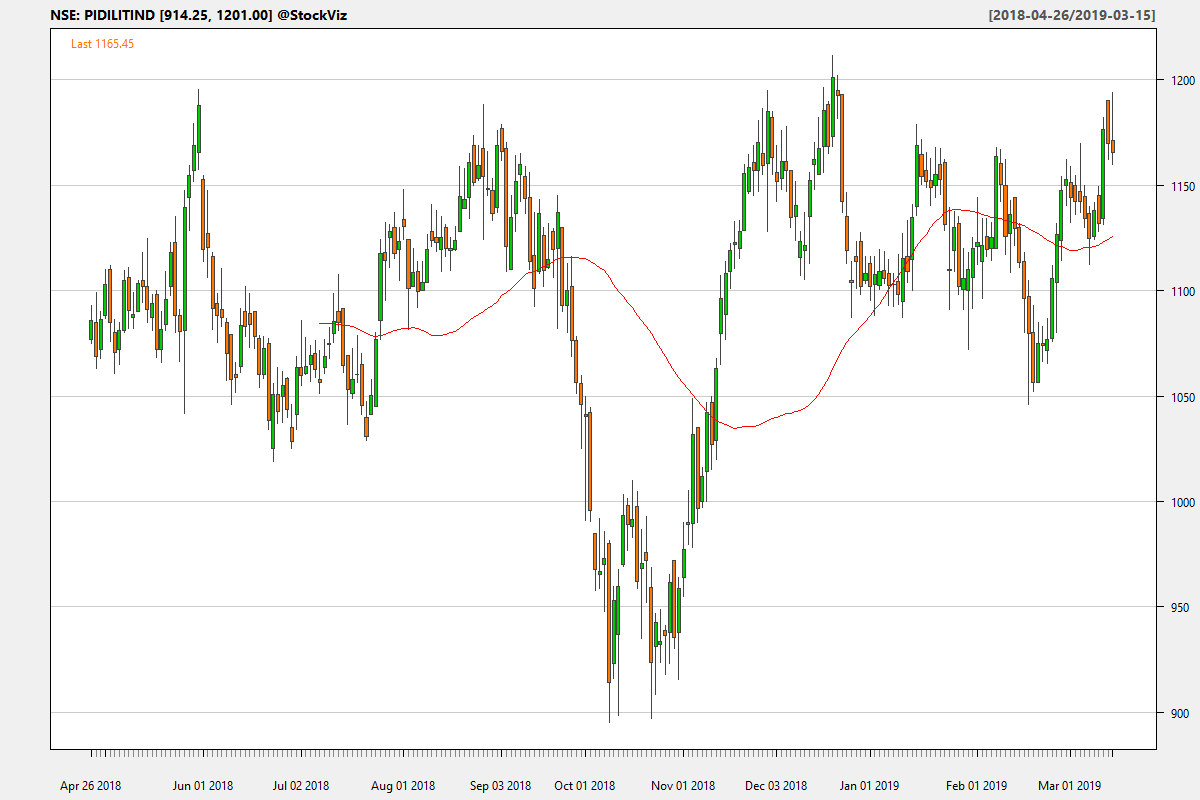 NSE: PIDILITIND [914.25, 1201.00] @StockViz [2018-04-26/2019-03-15]
Last 1165.45
1200
1150
1100
1050
1000
950
900
Apr 26 2018 Jun 01 2018 Jul 02 2018 Aug 01 2018 Sep 03 2018 Oct 01 2018 Nov 01 2018 Dec 03 2018 Jan 01 2019 Feb 01 2019 Mar 01 2019